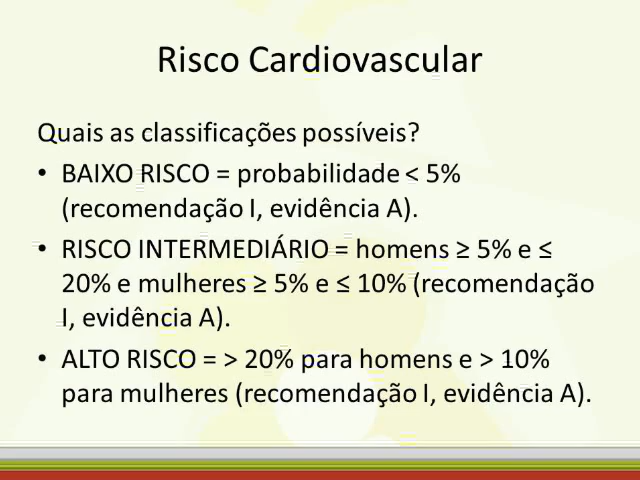 Risco Cardiovascular
Quais as classificações possíveis?
• BAIXO RISCO = probabilidade < 5%
(recomendação I, evidência A).
• RISCO INTERMEDIÁRIO = homens ≥ 5% e ≤
20% e mulheres ≥ 5% e ≤ 10% (recomendação
I, evidência A).
• ALTO RISCO = > 20% para homens e > 10%
para mulheres (recomendação I, evidência A).